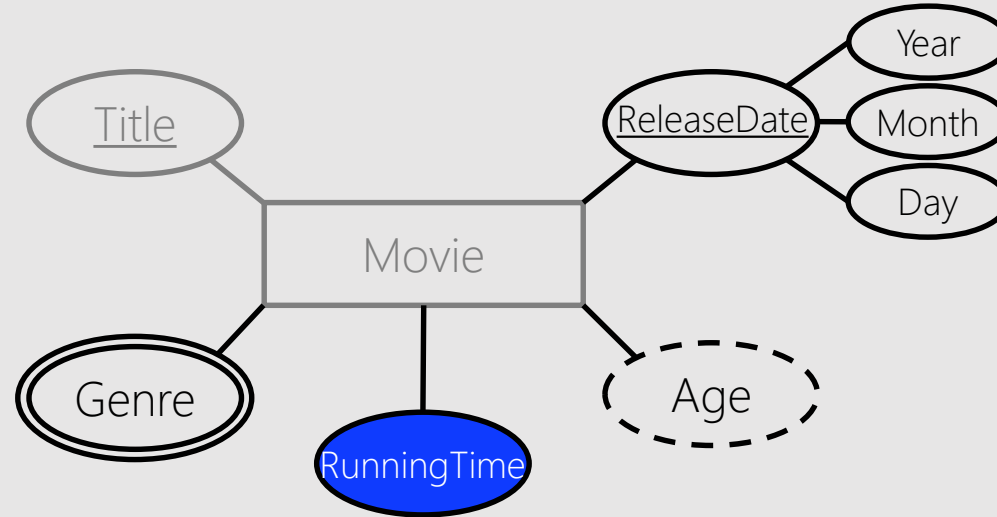 Year
Title
ReleaseDate
Month
Day
Movie
Genre
Age
RunningTime